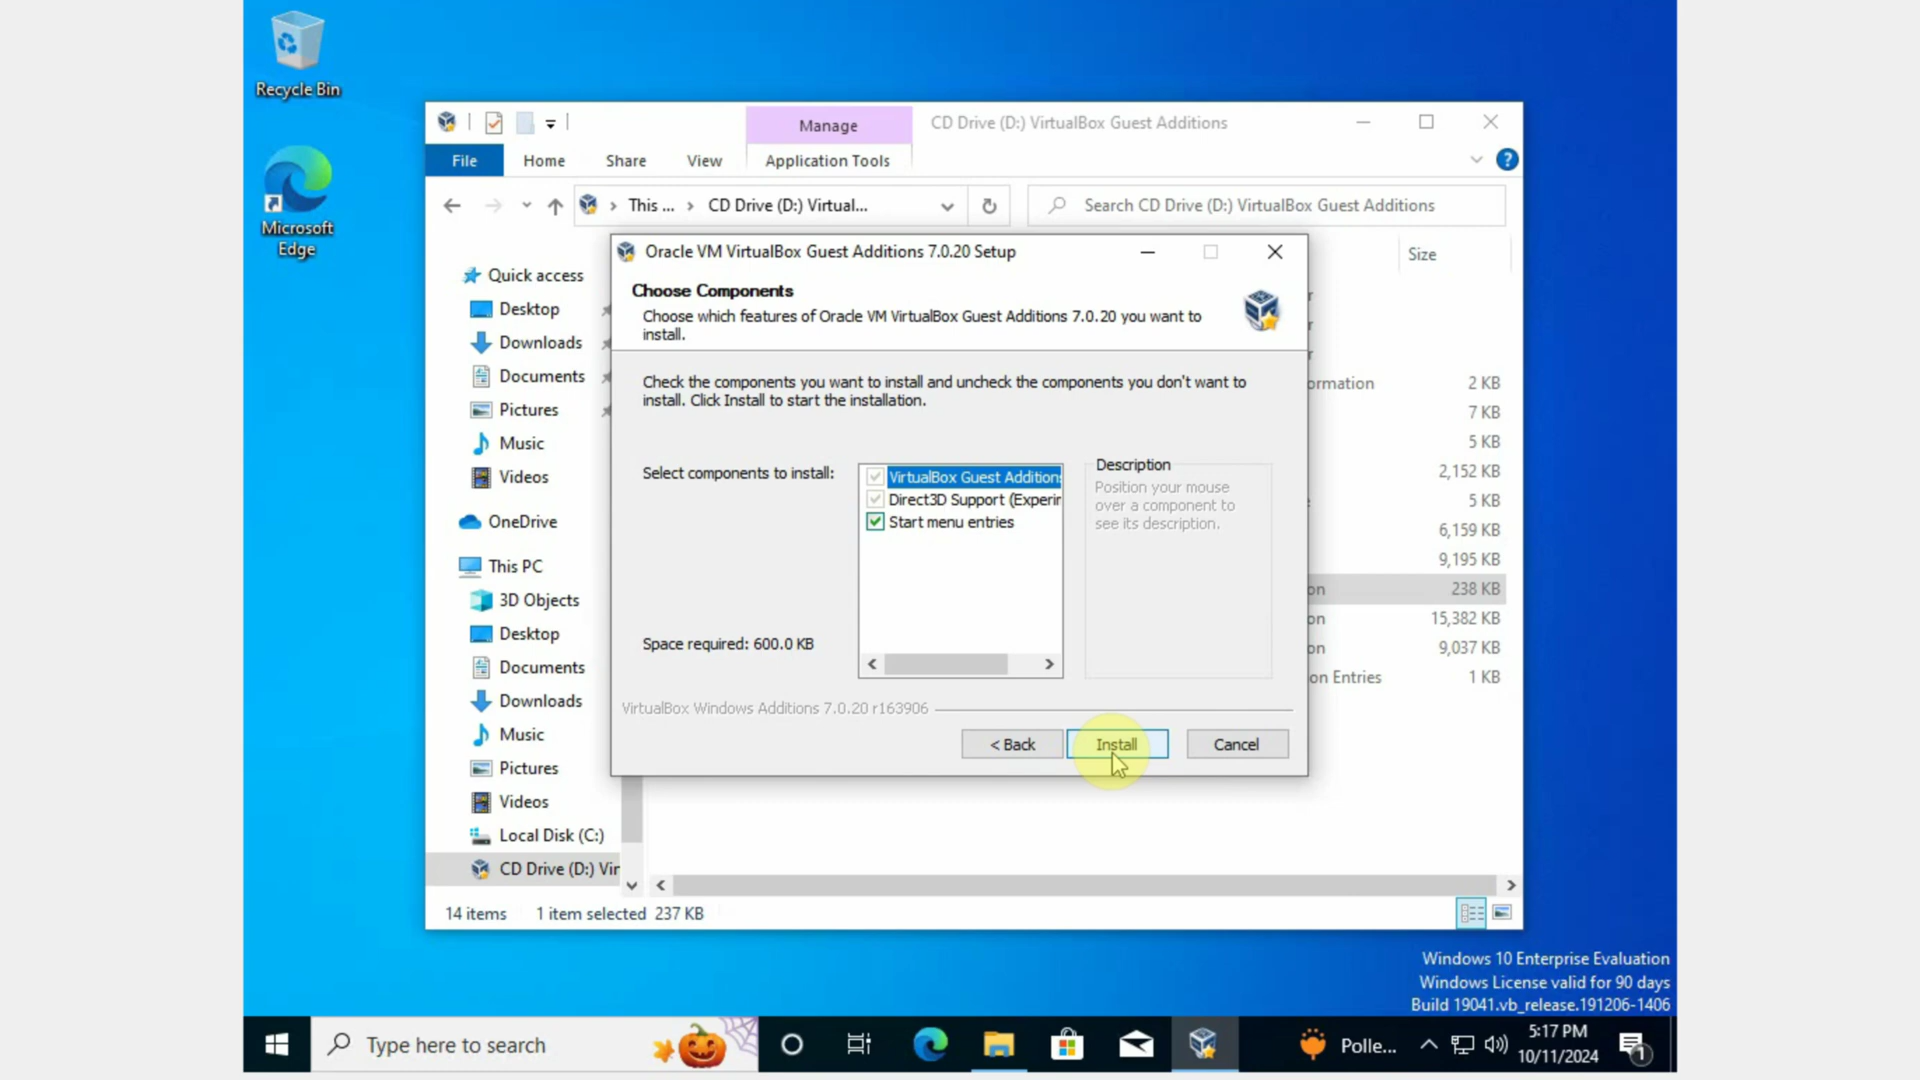 Recycle Bin
Microsoft
Edge
Manage
CD Drive (D:) VirtualBox Guest Additions
File
Home
Share
View
Application Tools
This ...
CD Drive (D:) Virtual...
Search CD Drive (D:) VirtualBox Guest Additions
Size
Quick access
Desktop
Downloads
Documents
Pictures
Music
Videos
OneDrive
This PC
3D Objects
Desktop
Documents
Downloads
Music
Pictures
Videos
Local Disk (C:)
CD Drive (D:) Vir
Oracle VM VirtualBox Guest Additions 7.0.20 Setup
Choose Components
Choose which features of Oracle VM VirtualBox Guest Additions 7.0.20 you want to
install.
Check the components you want to install and uncheck the components you don't want to
install. Click Install to start the installation.
Select components to install:
VirtualBox Guest Additions
Direct3D Support (Experir
Start menu entries
Description
Position your mouse
over a component to
see its description.
Space required: 600.0 KB
VirtualBox Windows Additions 7.0.20 r163906
< Back
Install
Cancel
r
r
r
ormation 2 KB
7 KB
5 KB
2,152 KB
5 KB
6,159 KB
9,195 KB
on 238 KB
on 15,382 KB
on 9,037 KB
on Entries 1 KB
14 items
1 item selected 237 KB
Windows 10 Enterprise Evaluation
Windows License valid for 90 days
Build 19041.vb_release.191206-1406
Type here to search
Polle...
5:17 PM
10/11/2024
1